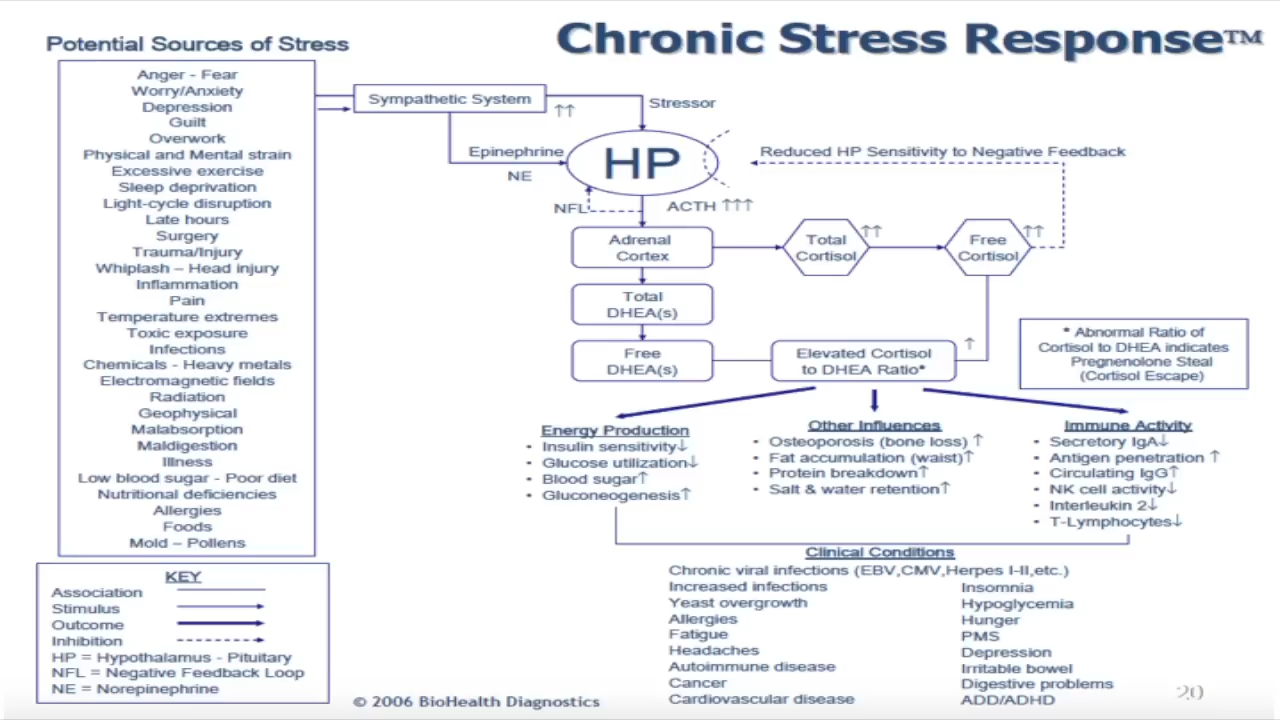 Chronic Stress Response™
Potential Sources of Stress
Anger - Fear
Worry/Anxiety
Depression
Guilt
Overwork
Physical and Mental strain
Excessive exercise
Sleep deprivation
Light-cycle disruption
Late hours
Surgery
Trauma/Injury
Whiplash – Head injury
Inflammation
Pain
Temperature extremes
Toxic exposure
Infections
Chemicals - Heavy metals
Electromagnetic fields
Radiation
Geophysical
Malabsorption
Maldigestion
Illness
Low blood sugar - Poor diet
Nutritional deficiencies
Allergies
Foods
Mold – Pollens
Sympathetic System
↑↑
Stressor
Epinephrine
NE
HP
Reduced HP Sensitivity to Negative Feedback
NFL
ACTH ↑↑↑
Adrenal
Cortex
Total
Cortisol
↑↑
Free
Cortisol
↑↑
Total
DHEA(s)
Free
DHEA(s)
Elevated Cortisol
to DHEA Ratio*
↑
* Abnormal Ratio of
Cortisol to DHEA indicates
Pregnenolone Steal
(Cortisol Escape)
Energy Production
• Insulin sensitivity↓
• Glucose utilization↓
• Blood sugar↑
• Gluconeogenesis↑
Other Influences
• Osteoporosis (bone loss) ↑
• Fat accumulation (waist)↑
• Protein breakdown↑
• Salt & water retention↑
Immune Activity
• Secretory IgA↓
• Antigen penetration ↑
• Circulating IgG↑
• NK cell activity↓
• Interleukin 2↓
• T-Lymphocytes↓
Clinical Conditions
Chronic viral infections (EBV,CMV,Herpes I-II,etc.)
Increased infections
Yeast overgrowth
Allergies
Fatigue
Headaches
Autoimmune disease
Cancer
Cardiovascular disease
Insomnia
Hypoglycemia
Hunger
PMS
Depression
Irritable bowel
Digestive problems
ADD/ADHD
KEY
Association
Stimulus
Outcome
Inhibition
HP = Hypothalamus - Pituitary
NFL = Negative Feedback Loop
NE = Norepinephrine
© 2006 BioHealth Diagnostics
20